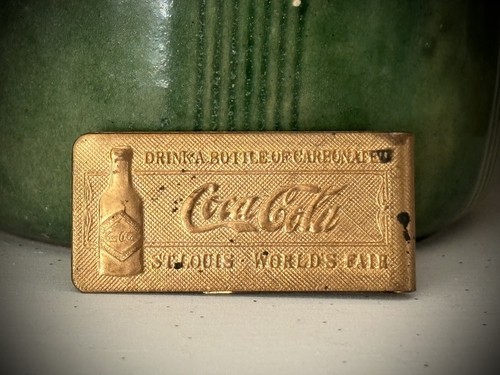 DRINK A BOTTLE OF CARBONATED
Coca Cola
ST. LOUIS · WORLD'S FAIR